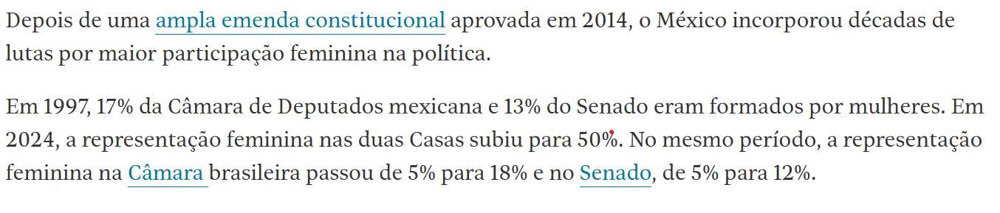 Depois de uma ampla emenda constitucional aprovada em 2014, o México incorporou décadas de
lutas por maior participação feminina na política.
Em 1997, 17% da Câmara de Deputados mexicana e 13% do Senado eram formados por mulheres. Em
2024, a representação feminina nas duas Casas subiu para 50%. No mesmo período, a representação
feminina na Câmara brasileira passou de 5% para 18% e no Senado, de 5% para 12%.